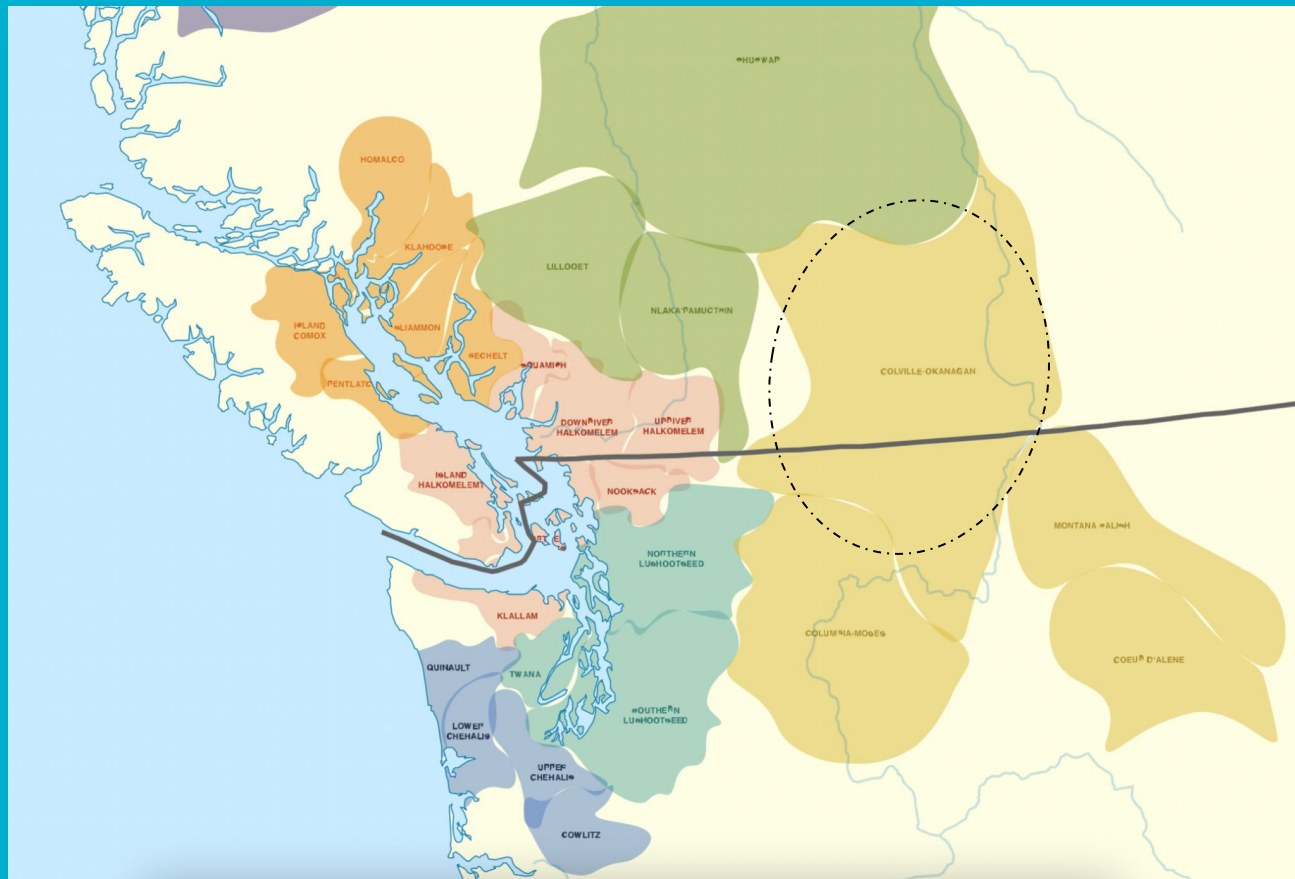 SHUSWAP
HOMALCO
KLAHOOSE
LILLOOET
NLAKA'PAMUCTSIN
ISLAND
COMOX
SLIAMMON
SECHELT
SQUAMISH
PENTLATC
COLVILLE-OKANAGAN
DOWNRIVER
HALKOMELEM
UPRIVER
HALKOMELEM
ISLAND
HALKOMELEM
NOOKSACK
MONTANA SALISH
NORTHERN
LUSHOOTSEED
KLALLAM
COLUMBIA-MOSES
COEUR D'ALENE
QUINAULT
TWANA
SOUTHERN
LUSHOOTSEED
LOWER
CHEHALIS
UPPER
CHEHALIS
COWLITZ